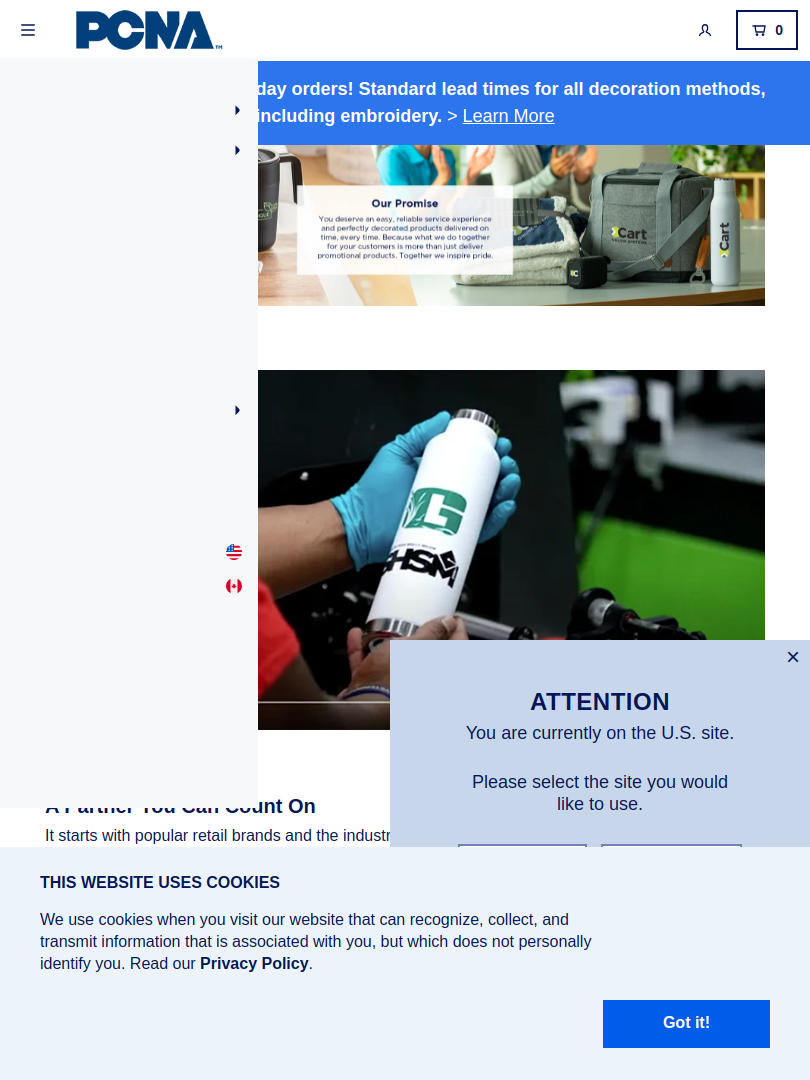 PCNA
TM
0
day orders! Standard lead times for all decoration methods,
including embroidery. > Learn More
Our Promise
You deserve an easy, reliable service experience
and perfectly decorated products delivered on
time, every time. Because what we do together
for your customers is more than just deliver
promotional products. Together we inspire pride.
Cart
Cart
G
GHSM
ATTENTION
You are currently on the U.S. site.
Please select the site you would
like to use.
A Partner You Can Count On
It starts with popular retail brands and the industr
THIS WEBSITE USES COOKIES
We use cookies when you visit our website that can recognize, collect, and
transmit information that is associated with you, but which does not personally
identify you. Read our Privacy Policy.
Got it!